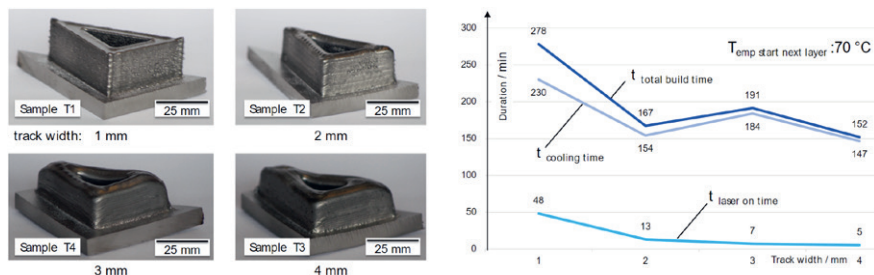 Sample T1
25 mm
Sample T2
25 mm
track width: 1 mm
2 mm
Sample T4
25 mm
Sample T3
25 mm
3 mm
4 mm
Duration / min
300
250
200
150
100
50
0
T emp start next layer :70 °C
278
230
167
154
191
184
152
147
t total build time
t cooling time
t laser on time
48
13
7
5
1
2
3
Track width / mm
4